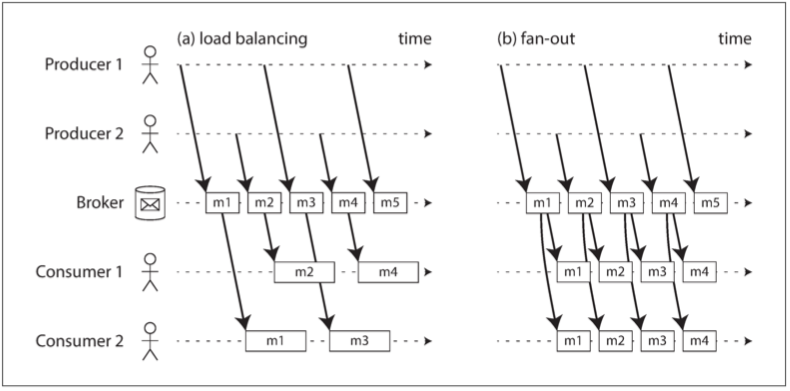 (a) load balancing time (b) fan-out time
Producer 1
Producer 2
Broker m1 m2 m3 m4 m5 m1 m2 m3 m4 m5
Consumer 1 m2 m4 m1 m2 m3 m4
Consumer 2 m1 m3 m1 m2 m3 m4